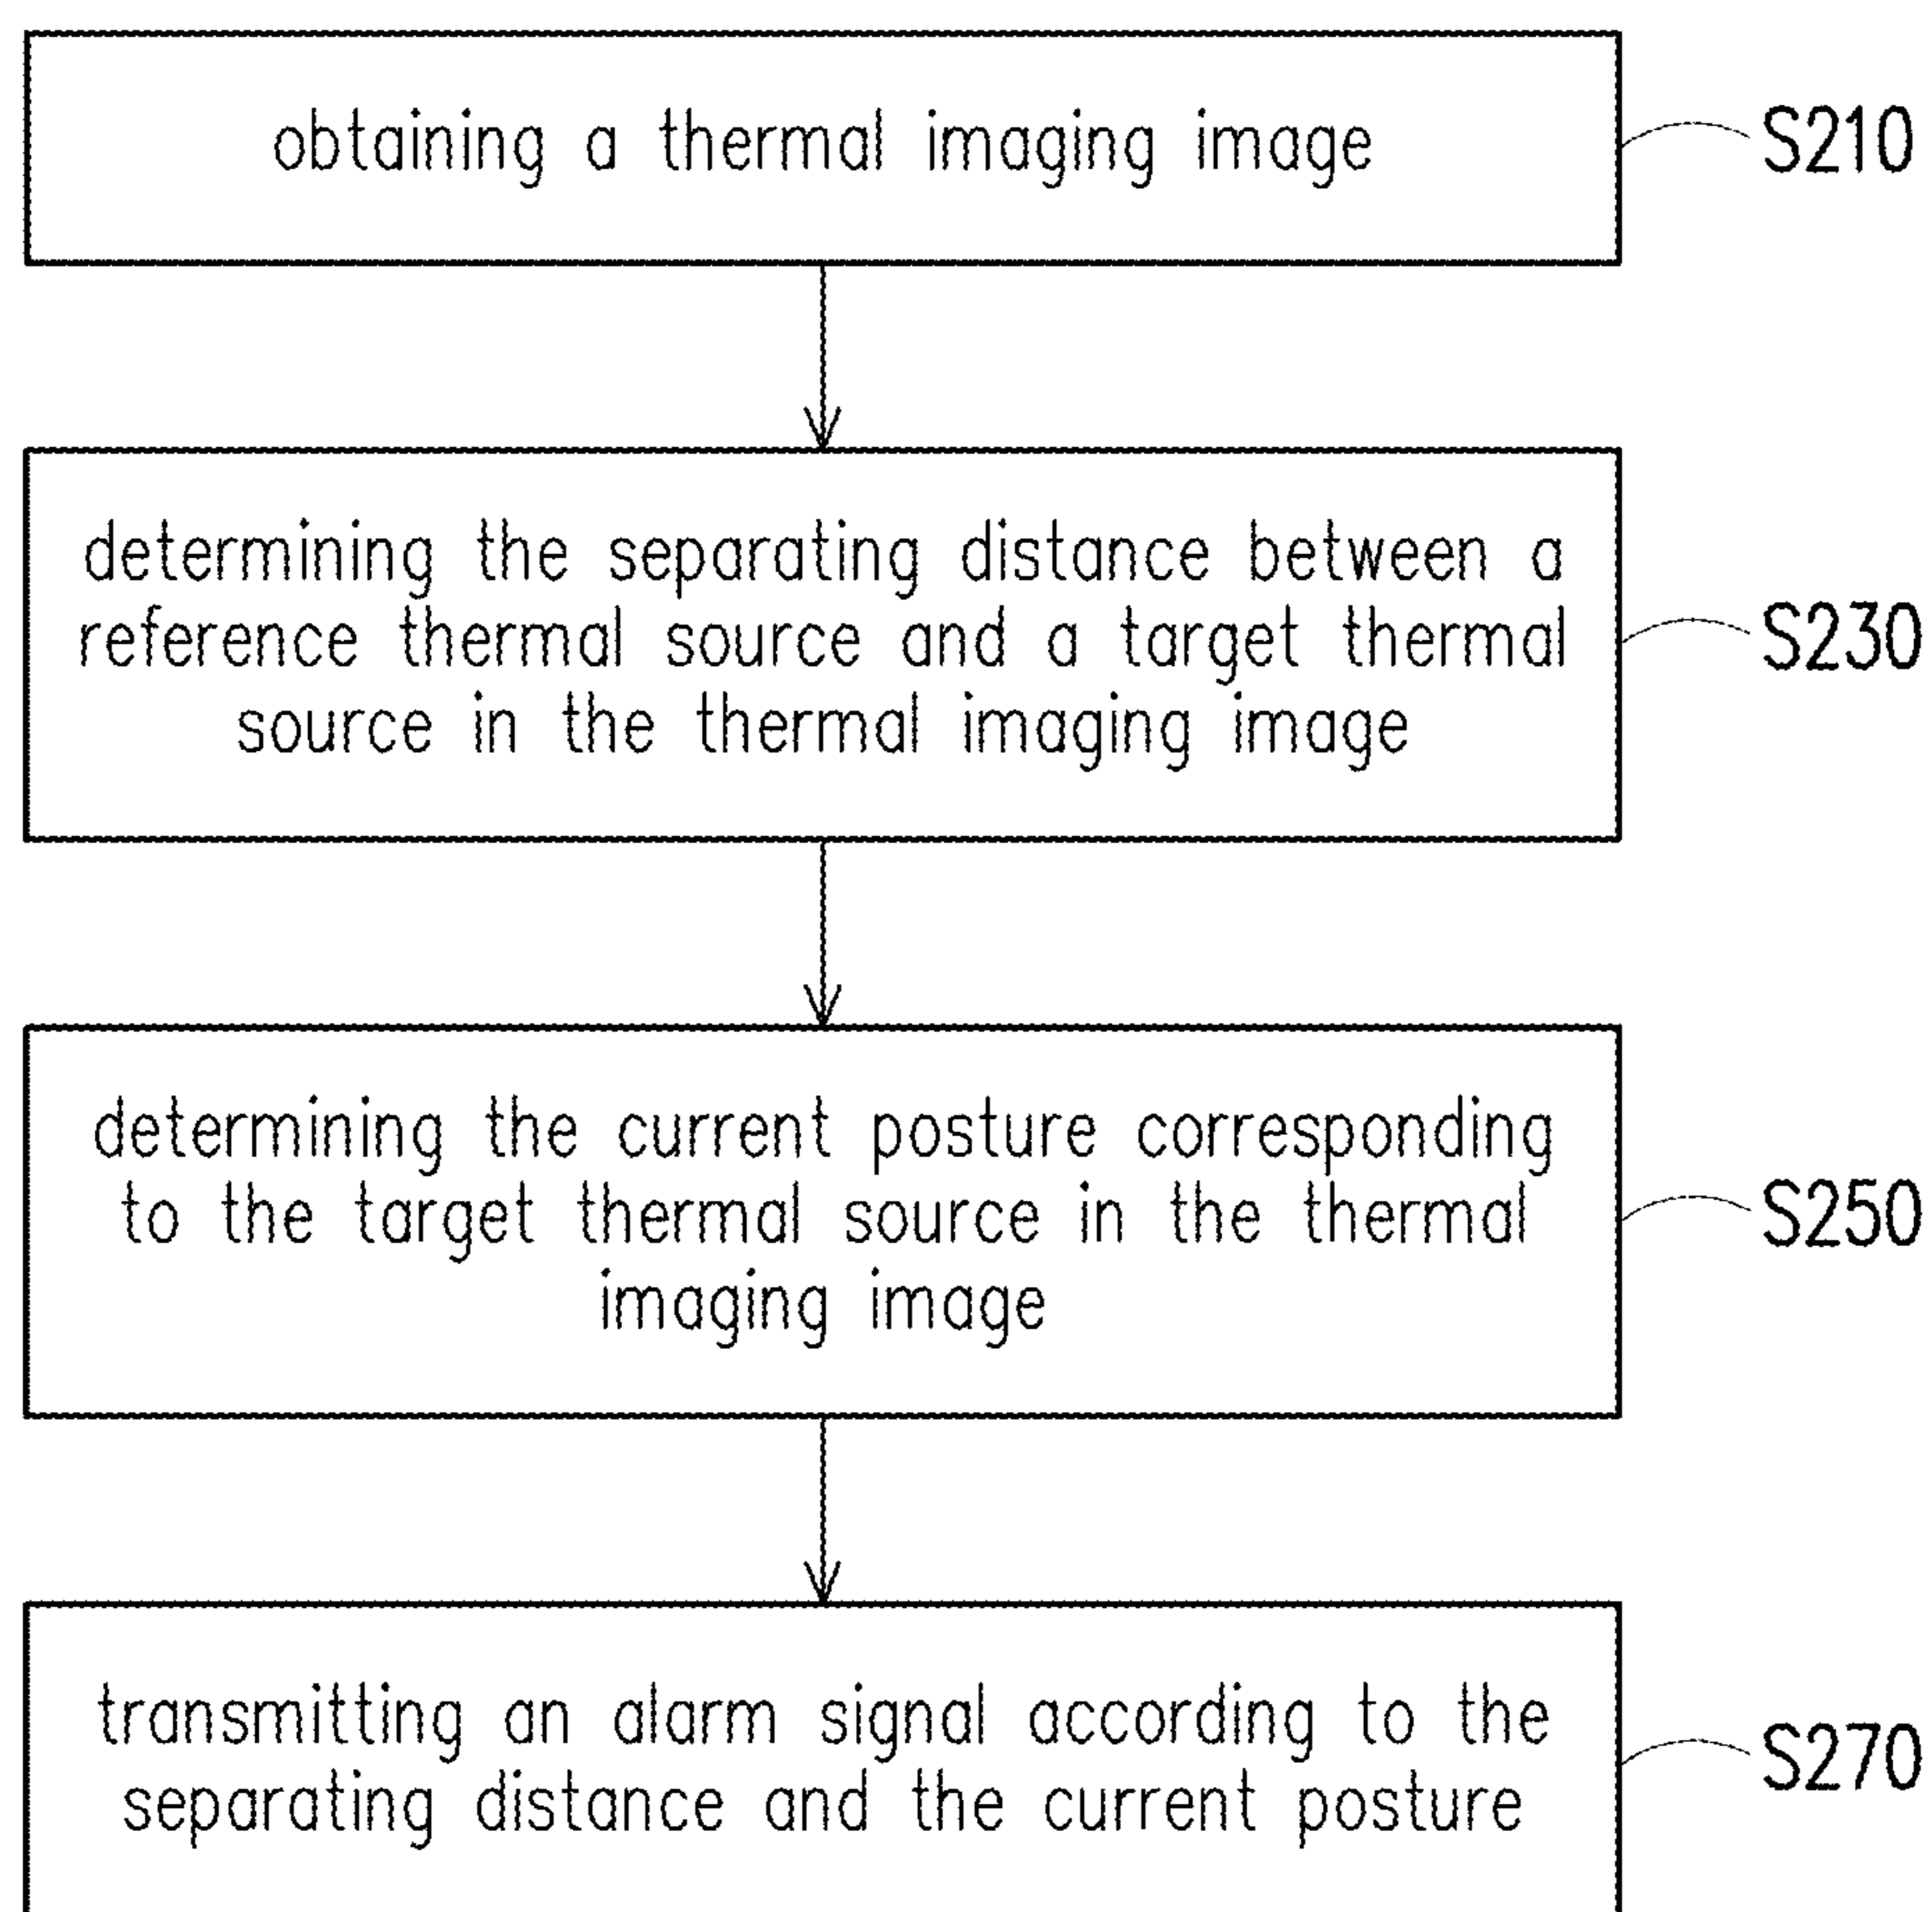 obtaining a thermal imaging image
S210
determining the separating distance between a
reference thermal source and a target thermal
source in the thermal imaging image
S230
determining the current posture corresponding
to the target thermal source in the thermal
imaging image
S250
transmitting an alarm signal according to the
separating distance and the current posture
S270